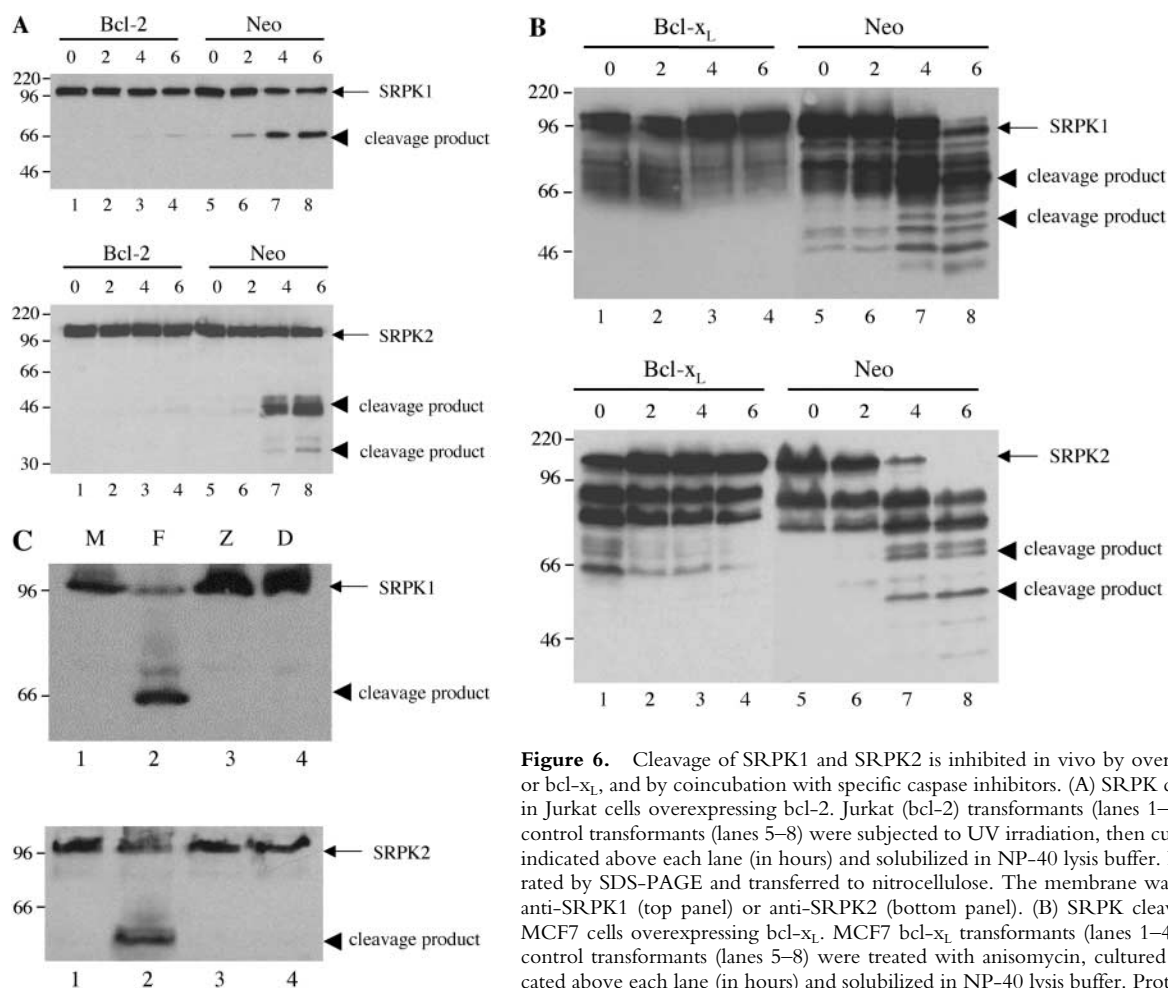 A
Bcl-2 Neo
0 2 4 6 0 2 4 6
220
96
66
46
SRPK1
cleavage product
1 2 3 4 5 6 7 8
Bcl-2 Neo
0 2 4 6 0 2 4 6
220
96
66
46
30
SRPK2
cleavage product
cleavage product
1 2 3 4 5 6 7 8
C
M F Z D
96
66
SRPK1
cleavage product
1 2 3 4
96
66
SRPK2
cleavage product
1 2 3 4
B
Bcl-xL Neo
0 2 4 6 0 2 4 6
220
96
66
46
SRPK1
cleavage product
cleavage product
1 2 3 4 5 6 7 8
Bcl-xL Neo
0 2 4 6 0 2 4 6
220
96
66
46
SRPK2
cleavage product
cleavage product
1 2 3 4 5 6 7 8
Figure 6. Cleavage of SRPK1 and SRPK2 is inhibited in vivo by over
or bcl-xL, and by coincubation with specific caspase inhibitors. (A) SRPK
in Jurkat cells overexpressing bcl-2. Jurkat (bcl-2) transformants (lanes 1–
control transformants (lanes 5–8) were subjected to UV irradiation, then cu
indicated above each lane (in hours) and solubilized in NP-40 lysis buffer.
rated by SDS-PAGE and transferred to nitrocellulose. The membrane wa
anti-SRPK1 (top panel) or anti-SRPK2 (bottom panel). (B) SRPK cleav
MCF7 cells overexpressing bcl-xL. MCF7 bcl-xL transformants (lanes 1–4
control transformants (lanes 5–8) were treated with anisomycin, cultured
cated above each lane (in hours) and solubilized in NP-40 lysis buffer. Prot